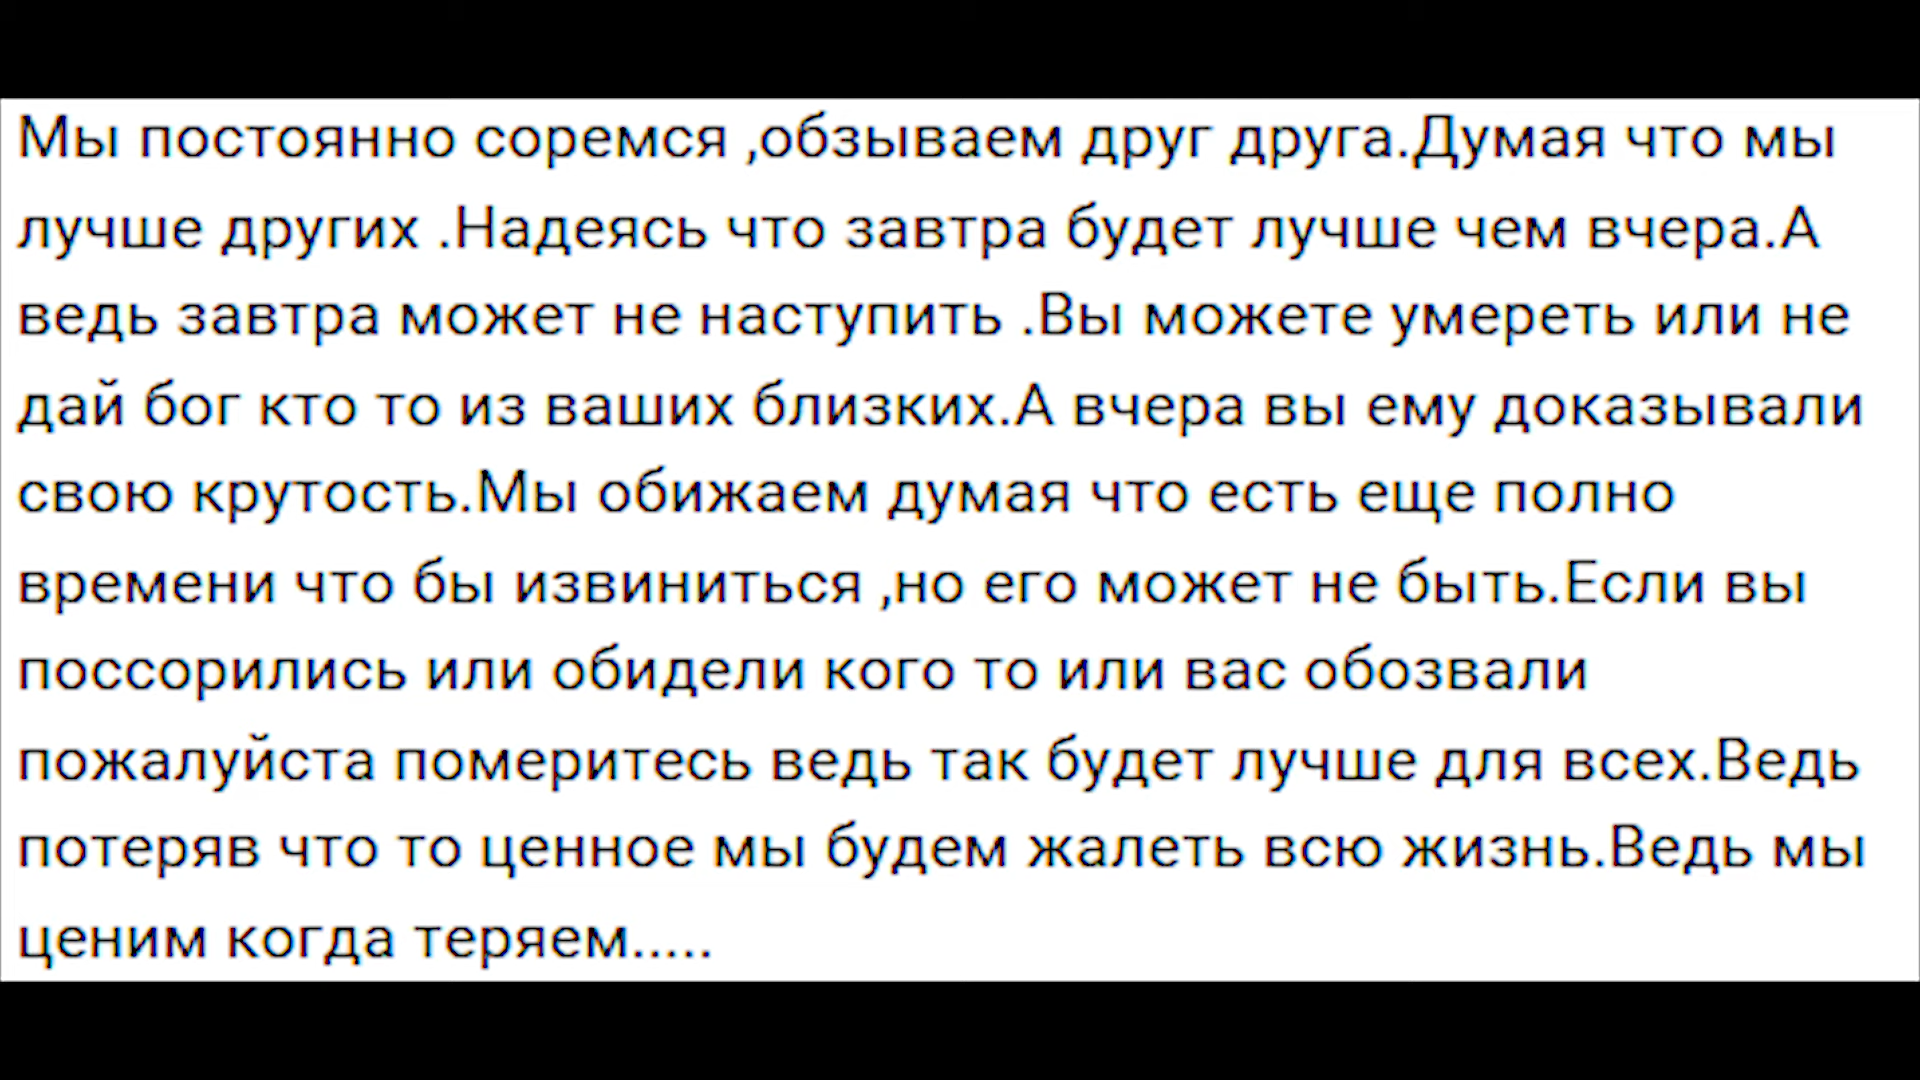 Мы постоянно соремся ,обзываем друг друга.Думая что мы
лучше других .Надеясь что завтра будет лучше чем вчера.А
ведь завтра может не наступить .Вы можете умереть или не
дай бог кто то из ваших близких.А вчера вы ему доказывали
свою крутость.Мы обижаем думая что есть еще полно
времени что бы извиниться ,но его может не быть.Если вы
поссорились или обидели кого то или вас обозвали
пожалуйста померитесь ведь так будет лучше для всех.Ведь
потеряв что то ценное мы будем жалеть всю жизнь.Ведь мы
ценим когда теряем.....